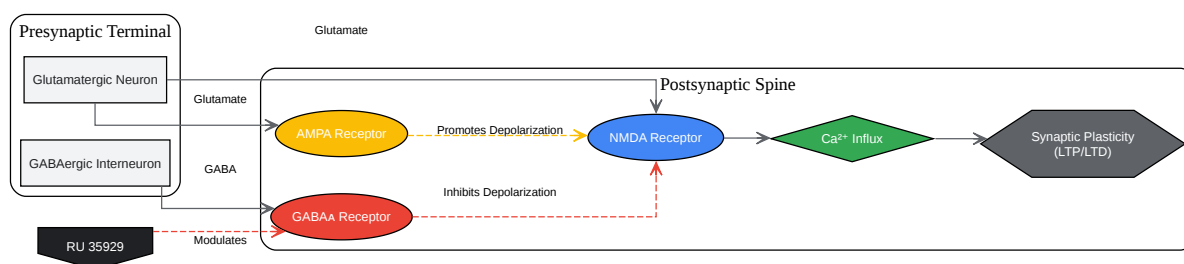 Glutamate
Presynaptic Terminal
Glutamatergic Neuron
Postsynaptic Spine
Glutamate
AMPA Receptor
Promotes Depolarization
NMDA Receptor
Ca²⁺ Influx
Synaptic Plasticity
(LTP/LTD)
GABAergic Interneuron
GABA
Inhibits Depolarization
GABAᴀ Receptor
RU 35929
Modulates